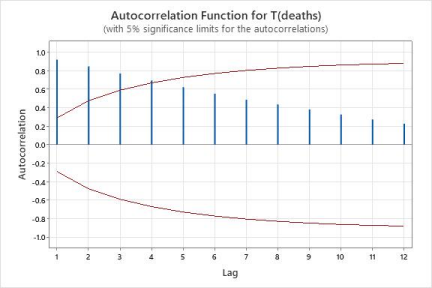 Autocorrelation Function for T(deaths)
(with 5% significance limits for the autocorrelations)
1.0
0.8
0.6
0.4
0.2
0.0
-0.2
-0.4
-0.6
-0.8
-1.0
Autocorrelation
1 2 3 4 5 6 7 8 9 10 11 12
Lag